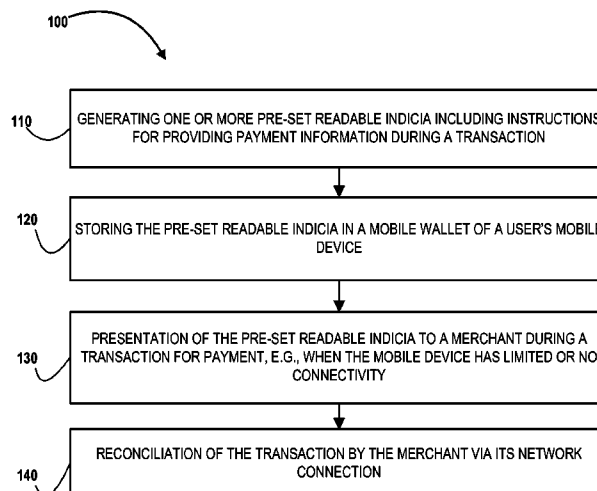 100
110
GENERATING ONE OR MORE PRE-SET READABLE INDICIA INCLUDING INSTRUCTIONS
FOR PROVIDING PAYMENT INFORMATION DURING A TRANSACTION
120
STORING THE PRE-SET READABLE INDICIA IN A MOBILE WALLET OF A USER'S MOBILE
DEVICE
130
PRESENTATION OF THE PRE-SET READABLE INDICIA TO A MERCHANT DURING A
TRANSACTION FOR PAYMENT, E.G., WHEN THE MOBILE DEVICE HAS LIMITED OR NO
CONNECTIVITY
140
RECONCILIATION OF THE TRANSACTION BY THE MERCHANT VIA ITS NETWORK
CONNECTION